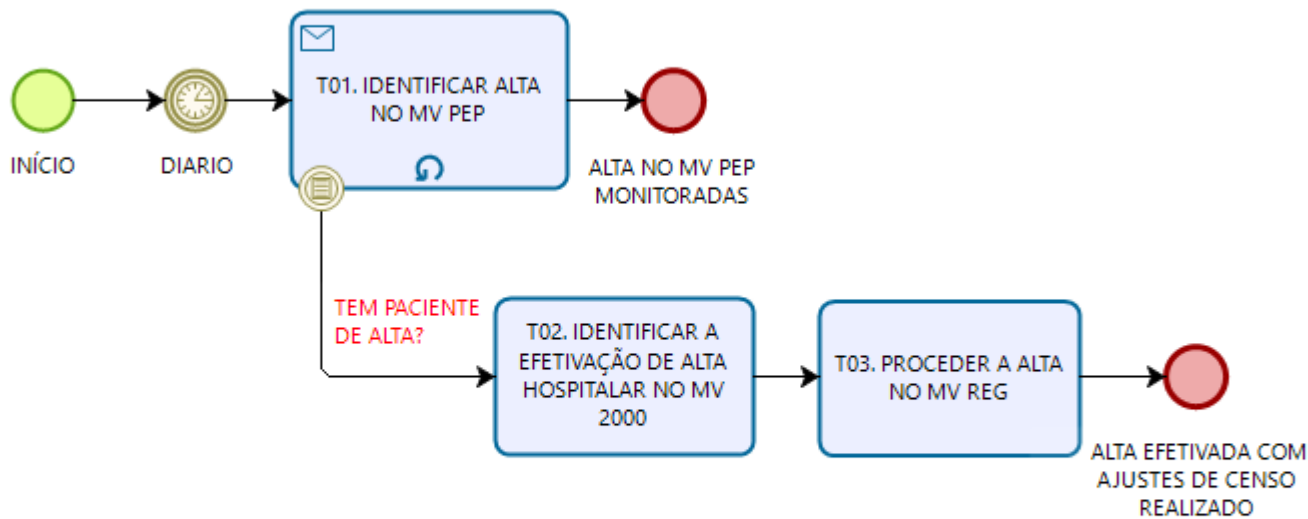 T01. IDENTIFICAR ALTA
NO MV PEP
INÍCIO
DIARIO
ALTA NO MV PEP
MONITORADAS
TEM PACIENTE
DE ALTA?
T02. IDENTIFICAR A
EFETIVAÇÃO DE ALTA
HOSPITALAR NO MV
2000
T03. PROCEDER A ALTA
NO MV REG
ALTA EFETIVADA COM
AJUSTES DE CENSO
REALIZADO